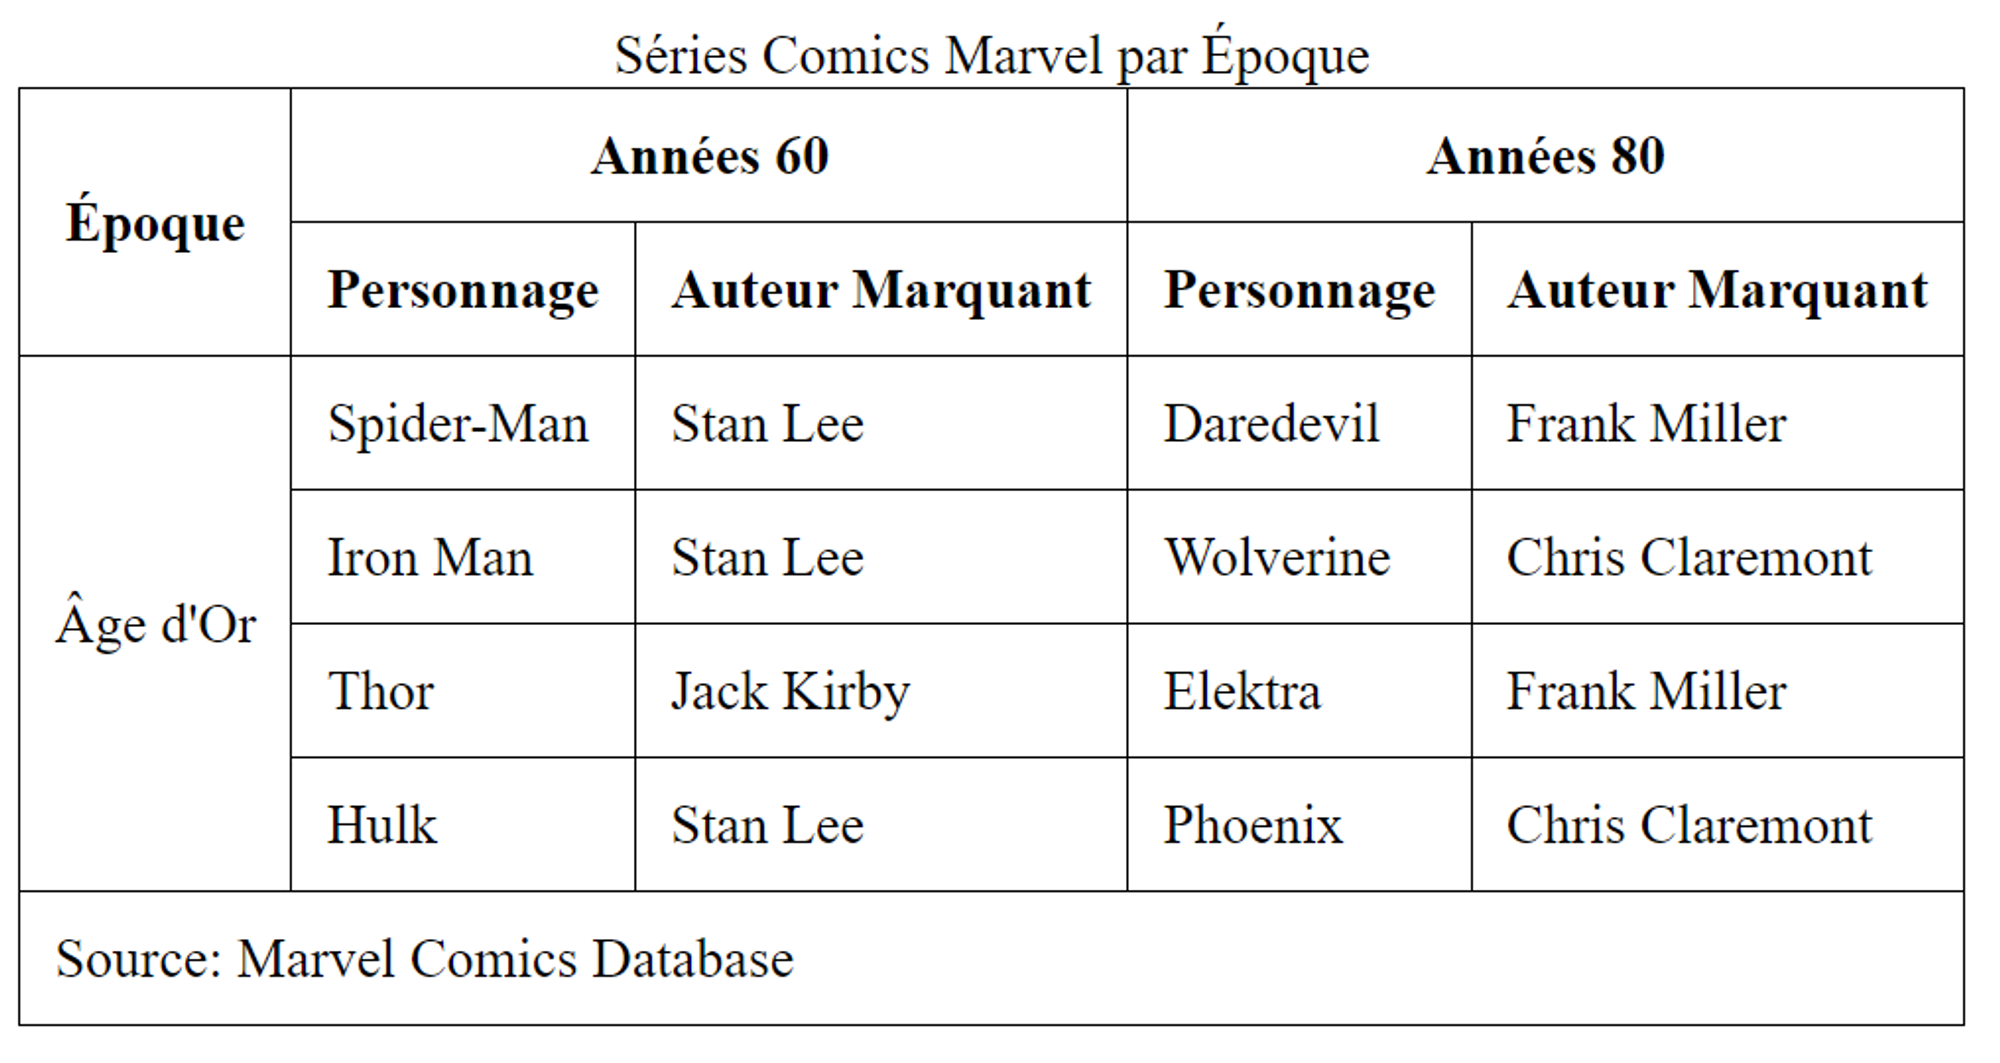 Séries Comics Marvel par Époque
Époque
Années 60
Années 80
Personnage Auteur Marquant Personnage Auteur Marquant
Âge d'Or
Spider-Man Stan Lee Daredevil Frank Miller
Iron Man Stan Lee Wolverine Chris Claremont
Thor Jack Kirby Elektra Frank Miller
Hulk Stan Lee Phoenix Chris Claremont
Source: Marvel Comics Database